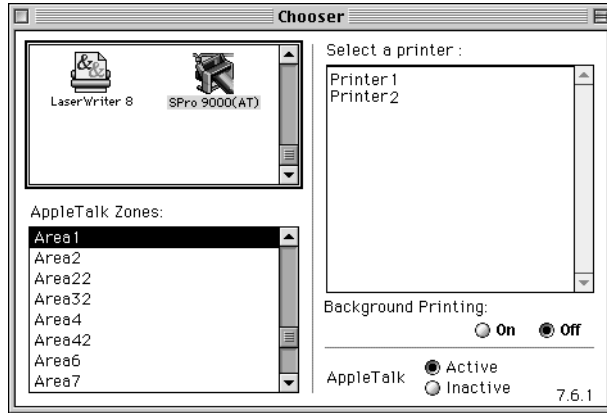 Chooser
LaserWriter 8
SPro 9000(AT)
AppleTalk Zones:
Area1
Area2
Area22
Area32
Area4
Area42
Area6
Area7
Select a printer :
Printer1
Printer2
Background Printing:
On Off
AppleTalk
Active
Inactive
7.6.1